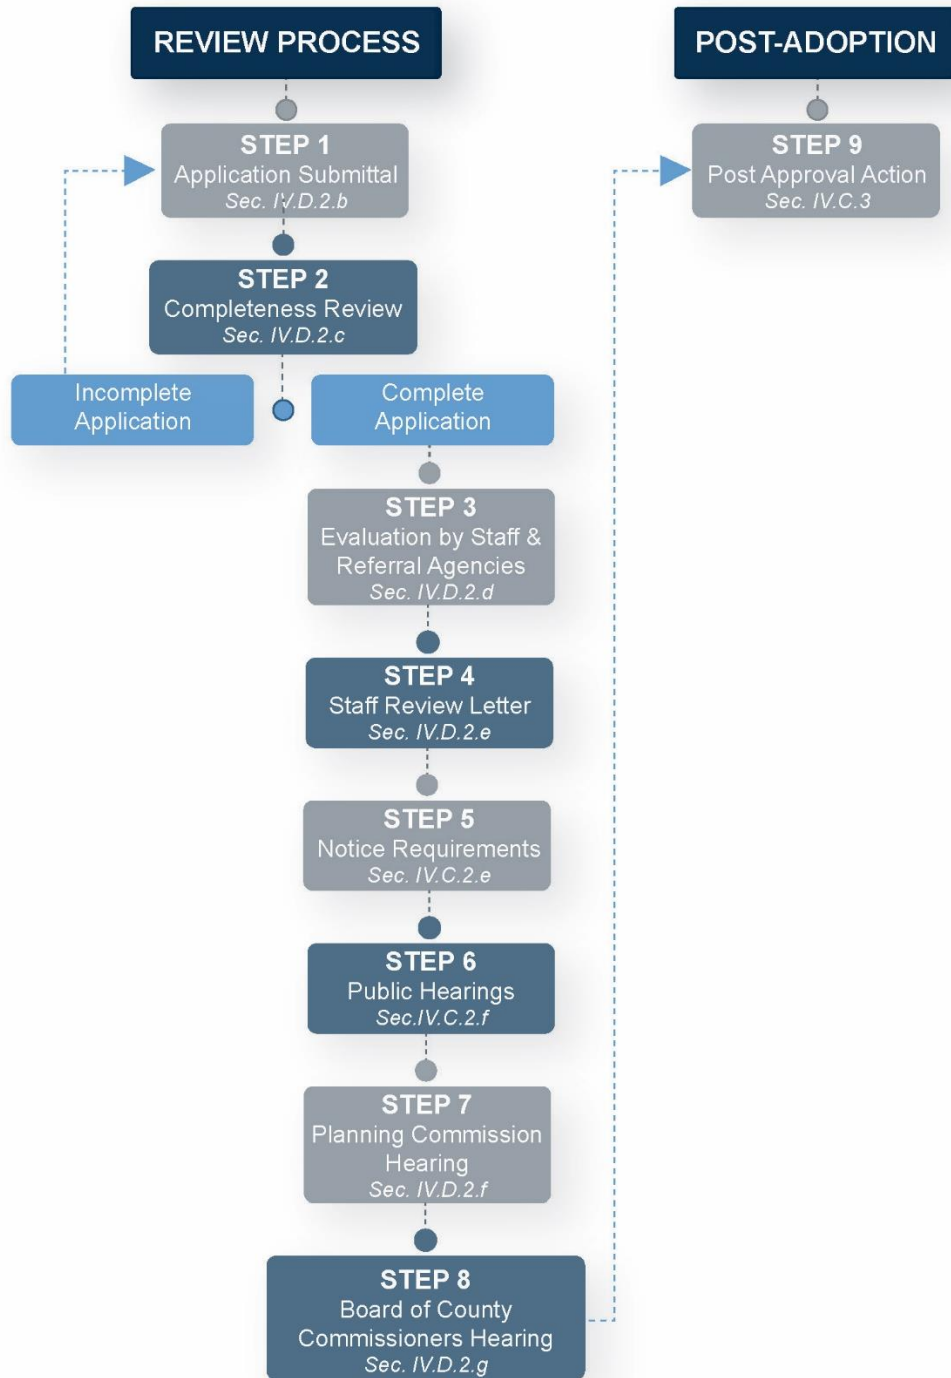 REVIEW PROCESS
POST-ADOPTION
STEP 1
Application Submittal
Sec. IV.D.2.b
STEP 9
Post Approval Action
Sec. IV.C.3
STEP 2
Completeness Review
Sec. IV.D.2.c
Incomplete
Application
Complete
Application
STEP 3
Evaluation by Staff &
Referral Agencies
Sec. IV.D.2.d
STEP 4
Staff Review Letter
Sec. IV.D.2.e
STEP 5
Notice Requirements
Sec. IV.C.2.e
STEP 6
Public Hearings
Sec.IV.C.2.f
STEP 7
Planning Commission
Hearing
Sec. IV.D.2.f
STEP 8
Board of County
Commissioners Hearing
Sec. IV.D.2.g